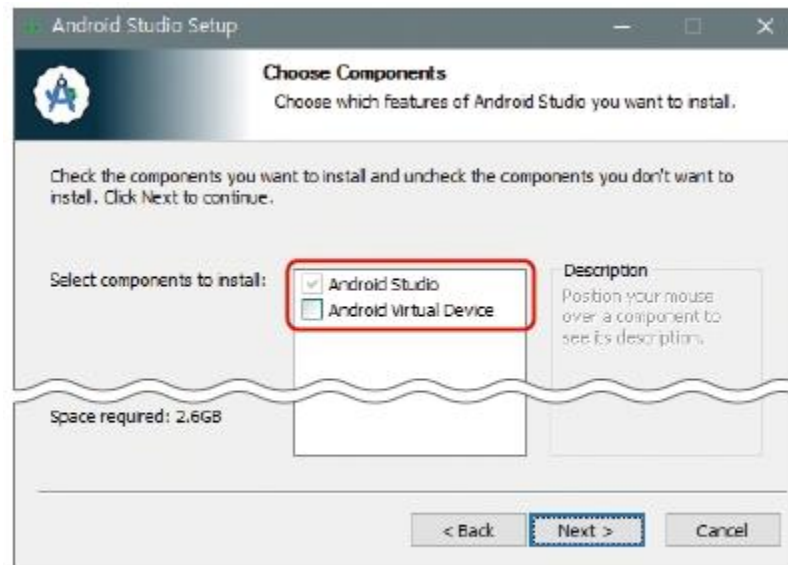 Android Studio Setup
Choose Components
Choose which features of Android Studio you want to install.
Check the components you want to install and uncheck the components you don't want to
install. Click Next to continue.
Select components to install:
Android Studio
Android Virtual Device
Description
Position your mouse
over a component to
see its description.
Space required: 2.6GB
< Back
Next >
Cancel